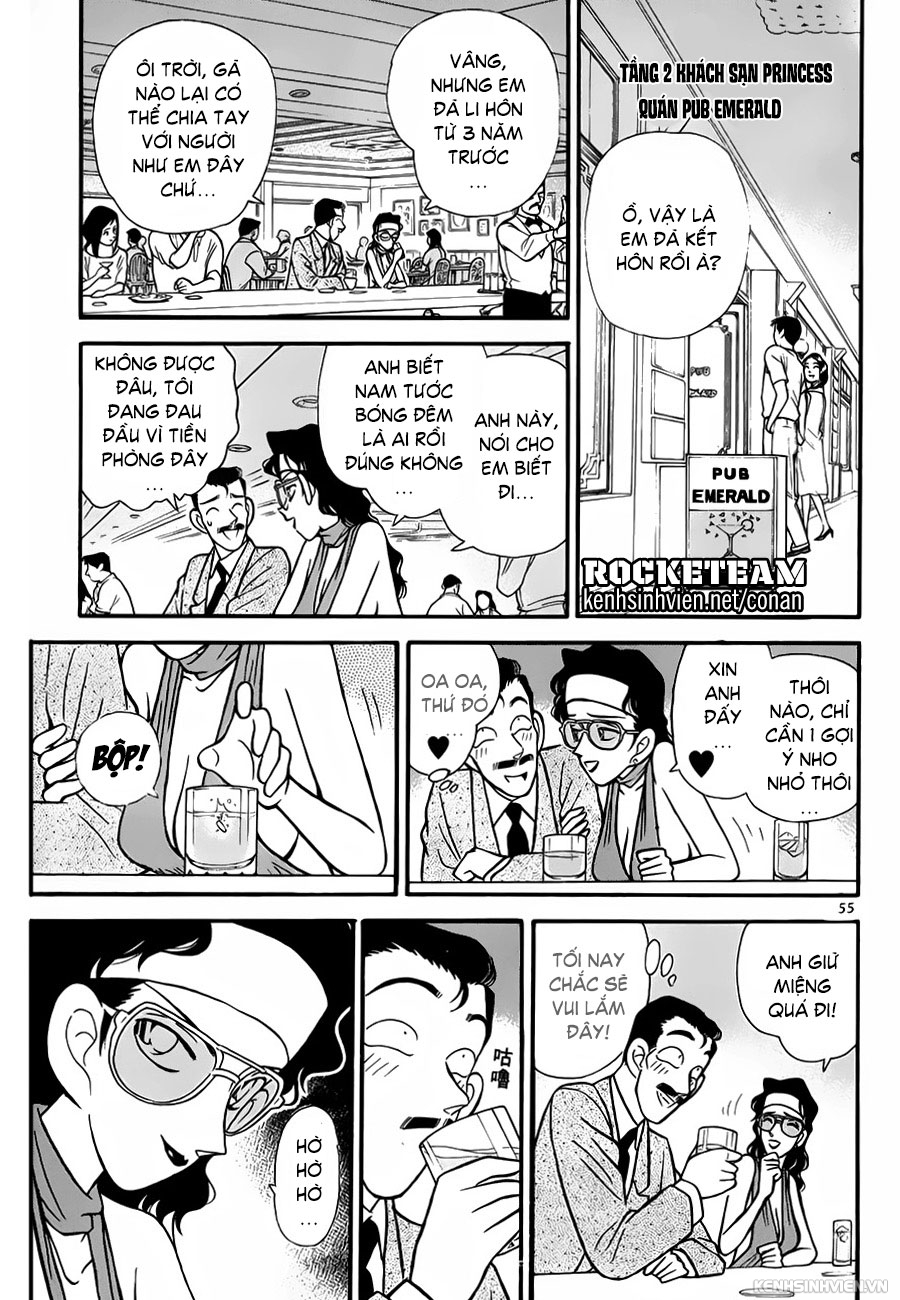 TẦNG 2 KHÁCH SẠN PRINCESS
QUÁN PUB EMERALD
Ồ, VẬY LÀ
EM ĐÃ KẾT
HÔN RỒI À?
PUB
PUB
EMERALD
ROCKETEAM
kenhsinhvien.net/conan
VÂNG,
NHƯNG EM
ĐÃ LI HÔN
TỪ 3 NĂM
TRƯỚC
...
ÔI TRỜI, GÃ
NÀO LẠI CÓ
THỂ CHIA TAY
VỚI NGƯỜI
NHƯ EM ĐÂY
CHỨ...
ANH NÀY,
NÓI CHO
EM BIẾT
ĐI...
ANH BIẾT
NAM TƯỚC
BÓNG ĐÊM
LÀ AI RỒI
ĐÚNG KHÔNG
KHÔNG ĐƯỢC
ĐÂU, TÔI
ĐANG ĐAU
ĐẦU VÌ TIỀN
PHÒNG ĐÂY
...
THÔI
NÀO, CHỈ
CẦN 1 GỢI
Ý NHO
NHỎ THÔI
...
XIN
ANH
ĐẤY
...
♥
OA OA,
THỨ ĐÓ
...
♥
BỘP!
55
ANH GIỮ
MIỆNG
QUÁ ĐI!
TỐI NAY
CHẮC SẼ
VUI LẮM
ĐÂY!
咕嚕
HỜ
HỜ
HỜ
...
KENHSINHVIEN.VN